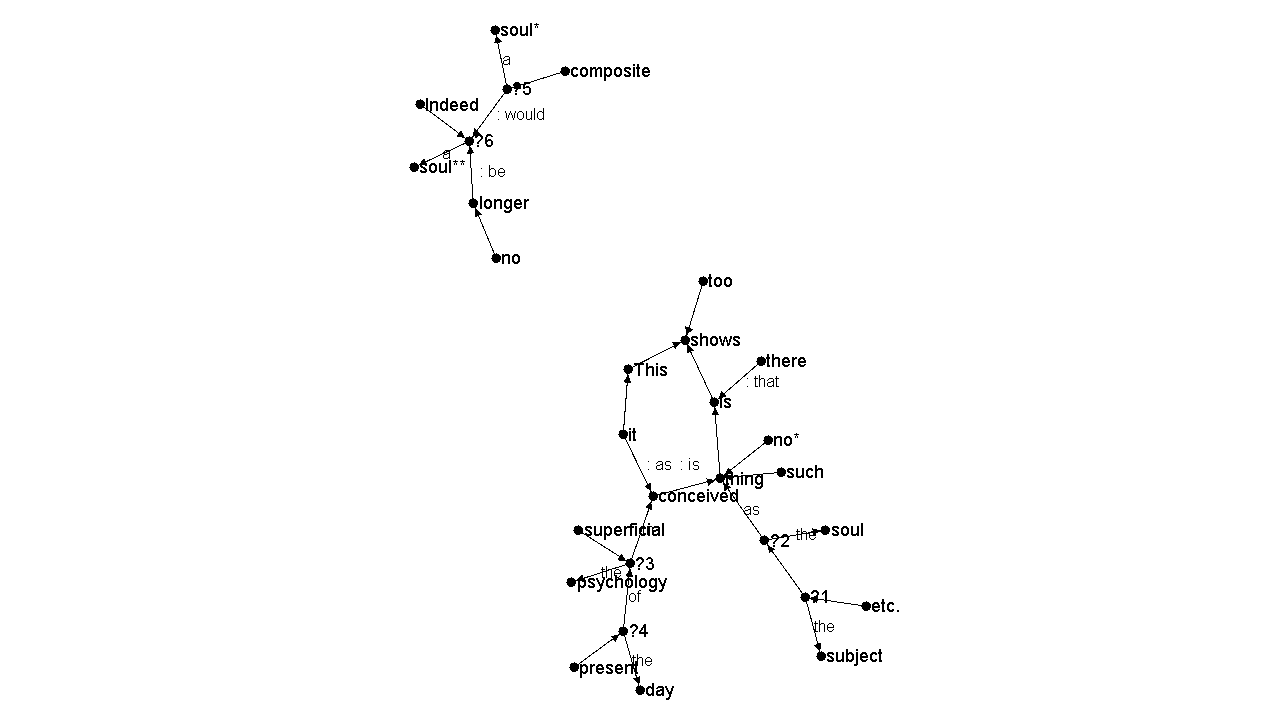 soul*
a
composite
?5
Indeed
: would
?6
a
soul**
: be
longer
no
too
shows
This
there
: that
is
it
no*
: as : is
such
thing
conceived
as
superficial
the
soul
?2
?3
the
psychology
of
?1
etc.
?4
the
present
the
subject
day